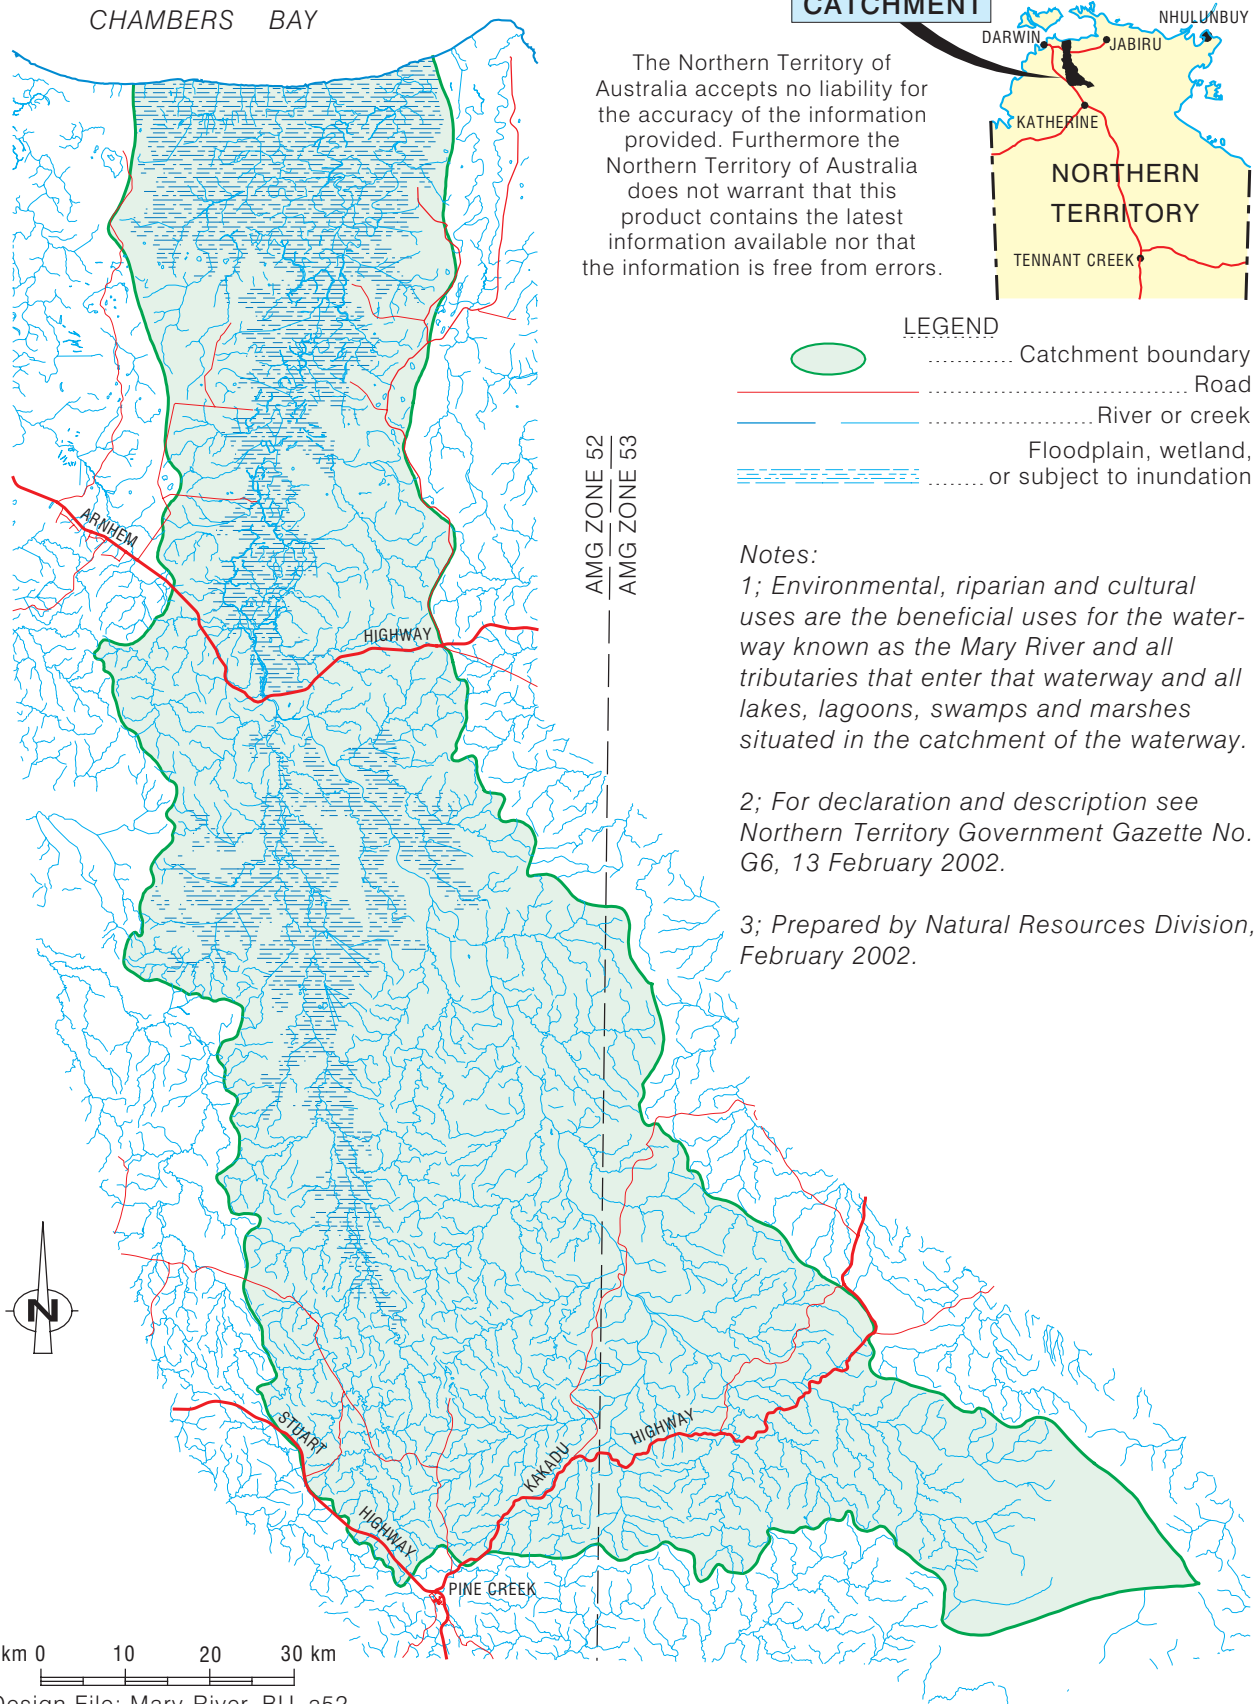 CHAMBERS BAY
CATCHMENT
The Northern Territory of
Australia accepts no liability for
the accuracy of the information
provided. Furthermore the
Northern Territory of Australia
does not warrant that this
product contains the latest
information available nor that
the information is free from errors.
NHULUNBUY
DARWIN
JABIRU
KATHERINE
NORTHERN
TERRITORY
TENNANT CREEK
LEGEND
............ Catchment boundary
..................................... Road
....................... River or creek
Floodplain, wetland,
........ or subject to inundation
AMG ZONE 52
AMG ZONE 53
Notes:
1; Environmental, riparian and cultural
uses are the beneficial uses for the water-
way known as the Mary River and all
tributaries that enter that waterway and all
lakes, lagoons, swamps and marshes
situated in the catchment of the waterway.
2; For declaration and description see
Northern Territory Government Gazette No.
G6, 13 February 2002.
3; Prepared by Natural Resources Division,
February 2002.
ARNHEM
HIGHWAY
N
STUART
HIGHWAY
KAKADU
HIGHWAY
PINE CREEK
km 0 10 20 30 km
Design File: Mary River_BU_a52